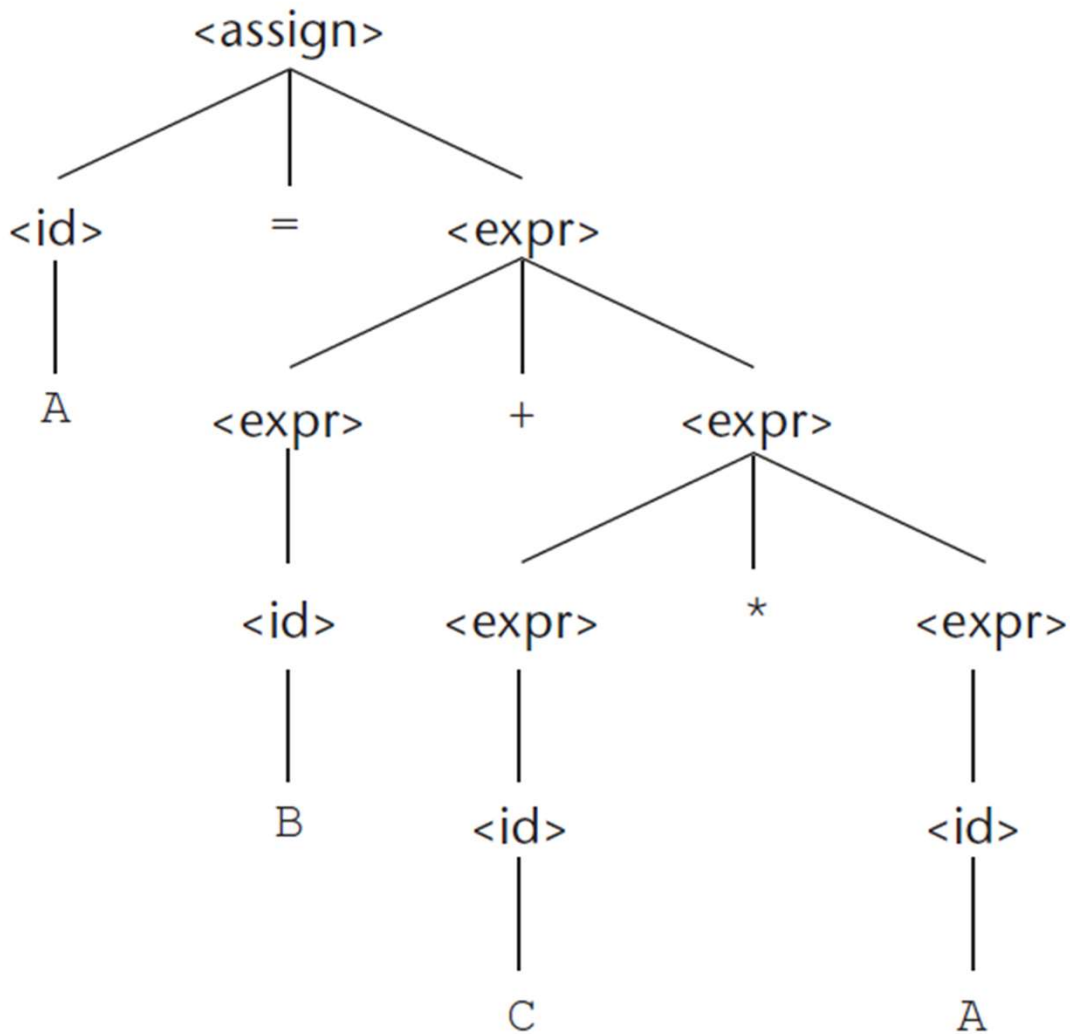 <assign>
<id> = <expr>
A
<expr> + <expr>
<id> <expr> * <expr>
B <id> <id>
C A